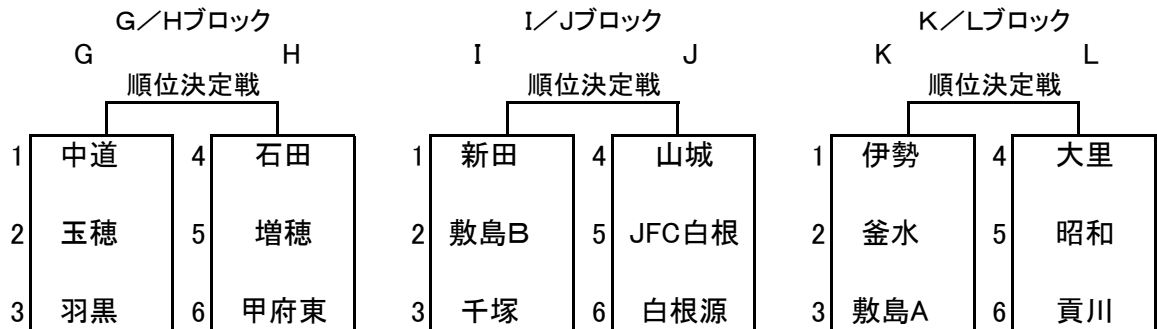 G／Hブロック I／Jブロック K／Lブロック
G H I J K L
順位決定戦 順位決定戦 順位決定戦
1 中道 4 石田 1 新田 4 山城 1 伊勢 4 大里
2 玉穂 5 増穂 2 敷島B 5 JFC白根 2 釜水 5 昭和
3 羽黒 6 甲府東 3 千塚 6 白根源 3 敷島A 6 貢川